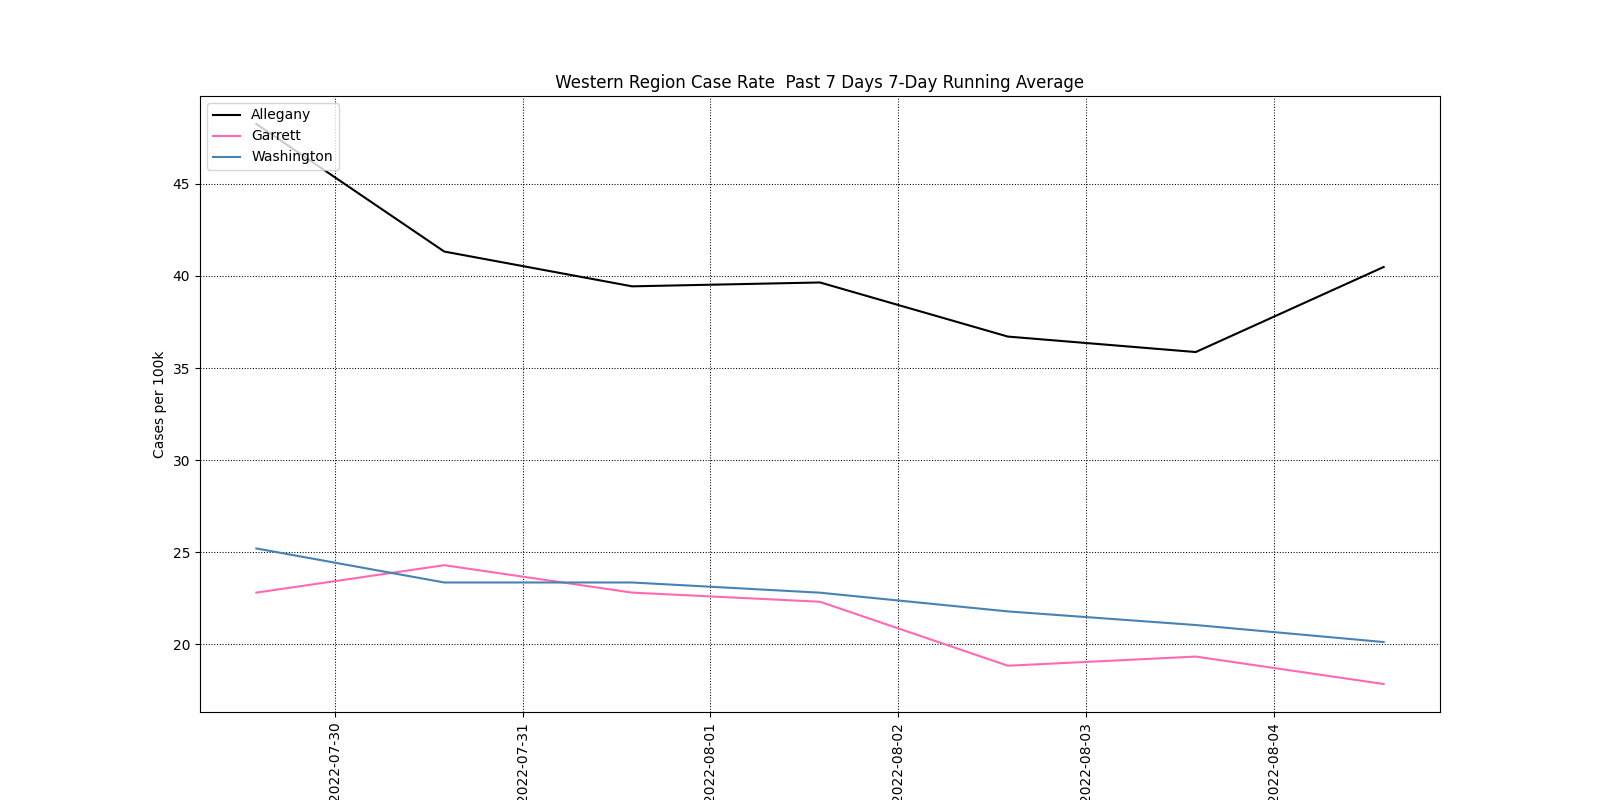 Western Region Case Rate  Past 7 Days 7-Day Running Average
Allegany
Garrett
Washington
45
40
35
30
25
20
Cases per 100k
2022-07-30
2022-07-31
2022-08-01
2022-08-02
2022-08-03
2022-08-04